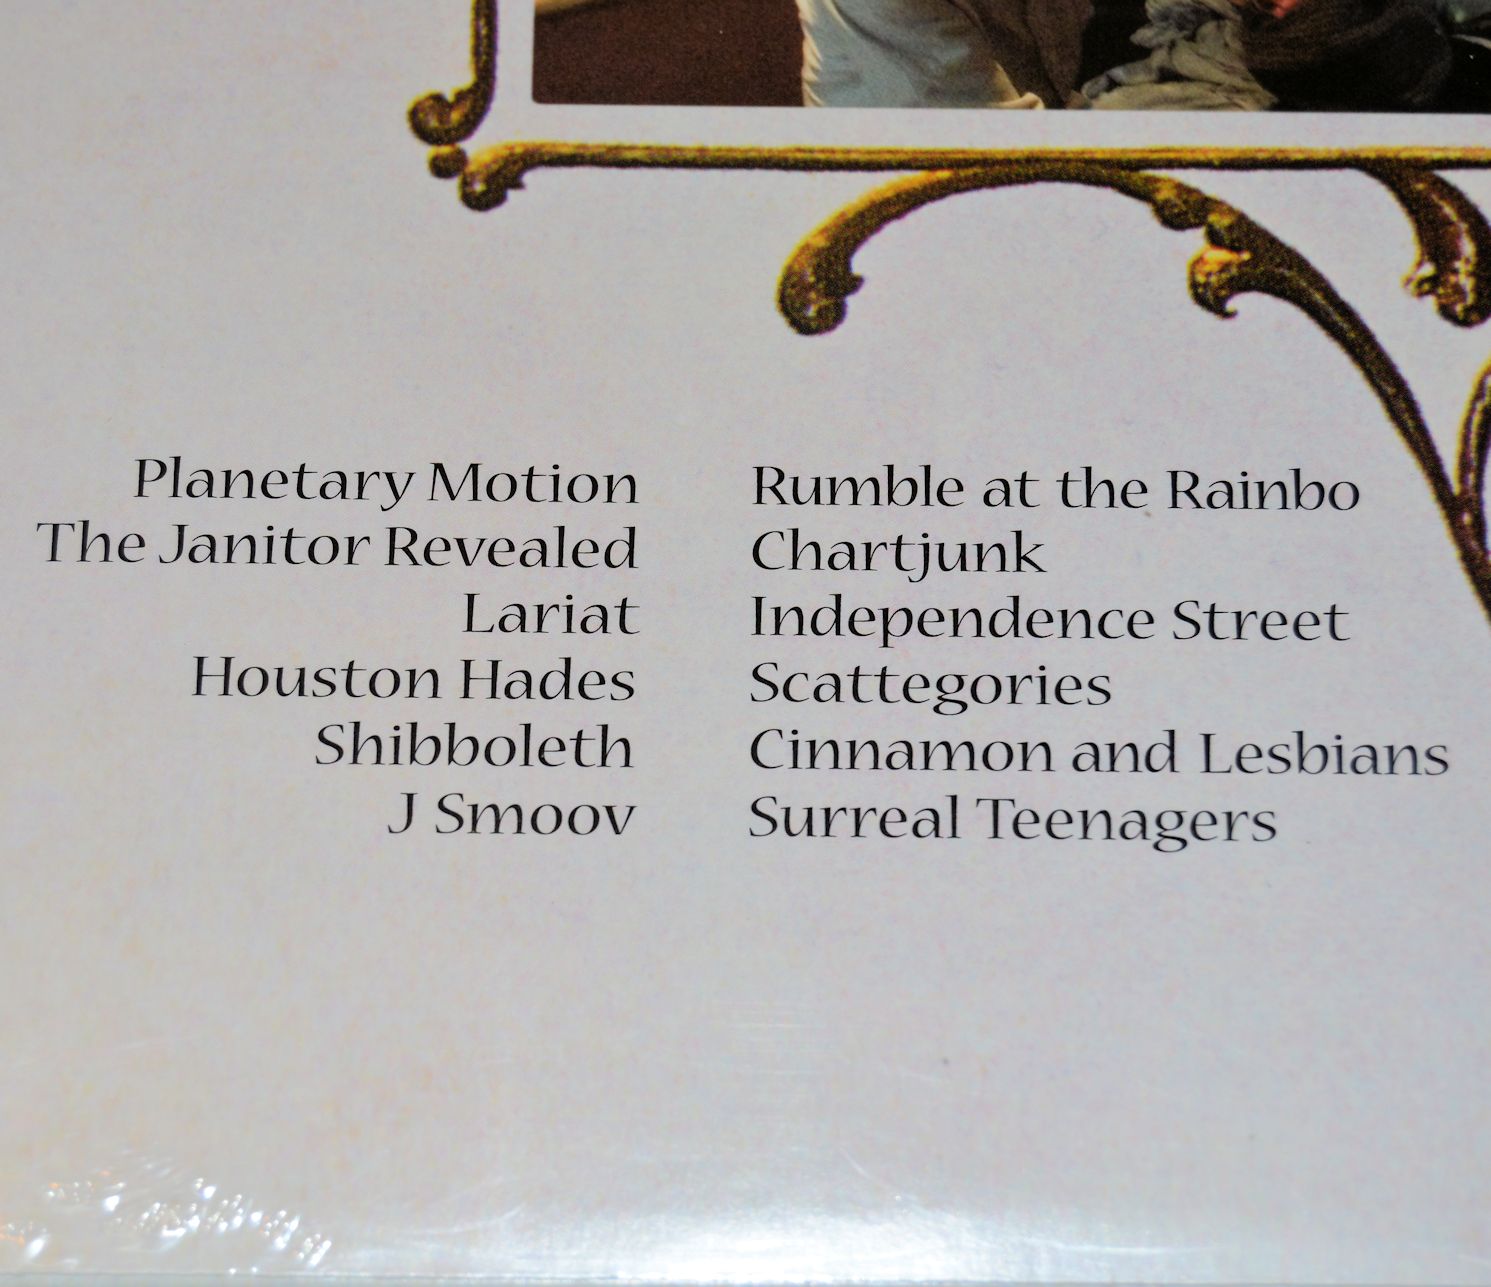 Planetary Motion
The Janitor Revealed
Lariat
Houston Hades
Shibboleth
J Smoov
Rumble at the Rainbo
Chartjunk
Independence Street
Scattegories
Cinnamon and Lesbians
Surreal Teenagers